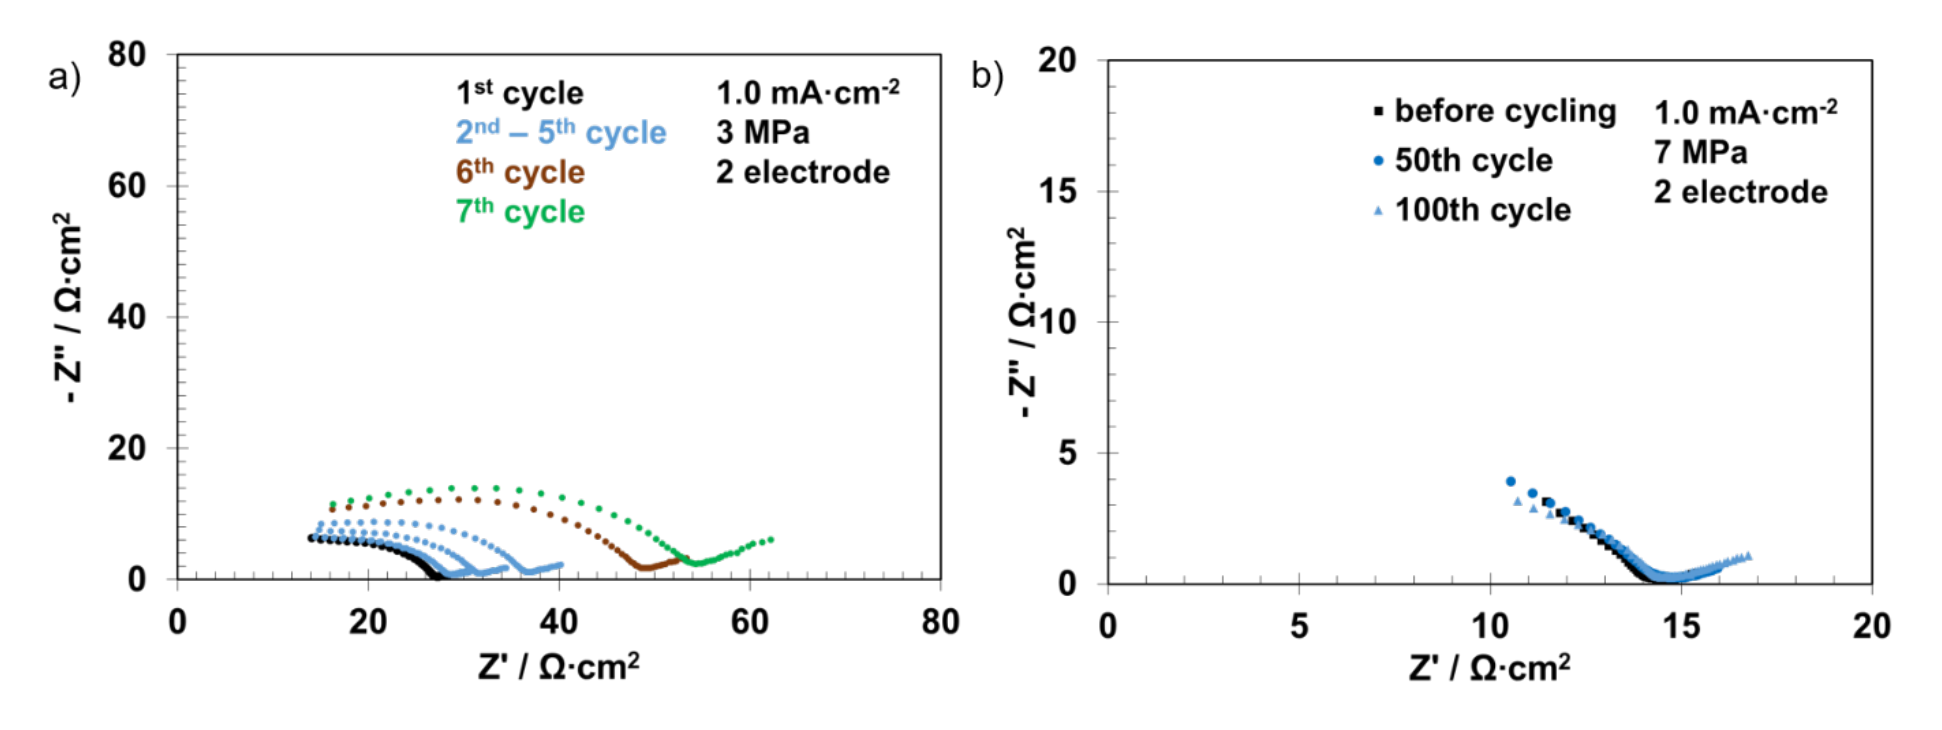 a)
80
60
40
20
0
0 20 40 60 80
- Z'' / Ω·cm²
Z' / Ω·cm²
1st cycle
2nd – 5th cycle
6th cycle
7th cycle
1.0 mA·cm-2
3 MPa
2 electrode
b)
20
15
10
5
0
0 5 10 15 20
- Z'' / Ω·cm²
Z' / Ω·cm²
before cycling
50th cycle
100th cycle
1.0 mA·cm-2
7 MPa
2 electrode